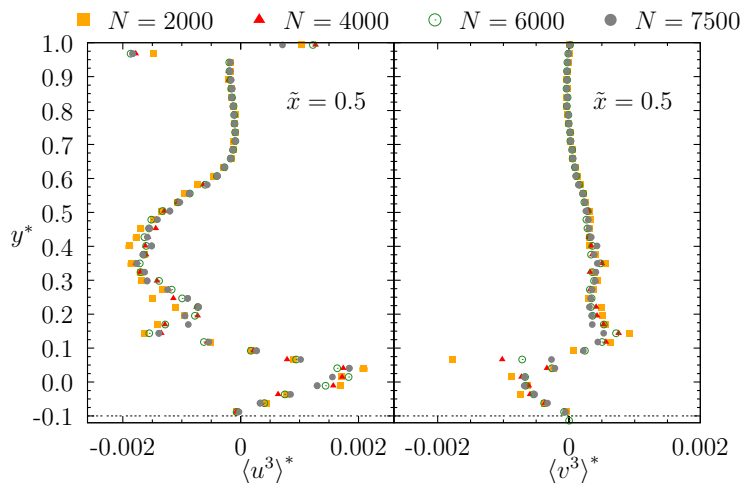 N = 2000 N = 4000 N = 6000 N = 7500
1.0
0.9
0.8
0.7
0.6
0.5
0.4
0.3
0.2
0.1
0.0
-0.1
y*
x̃ = 0.5 x̃ = 0.5
-0.002 0 0.002 -0.002 0 0.002
⟨u³⟩* ⟨v³⟩*